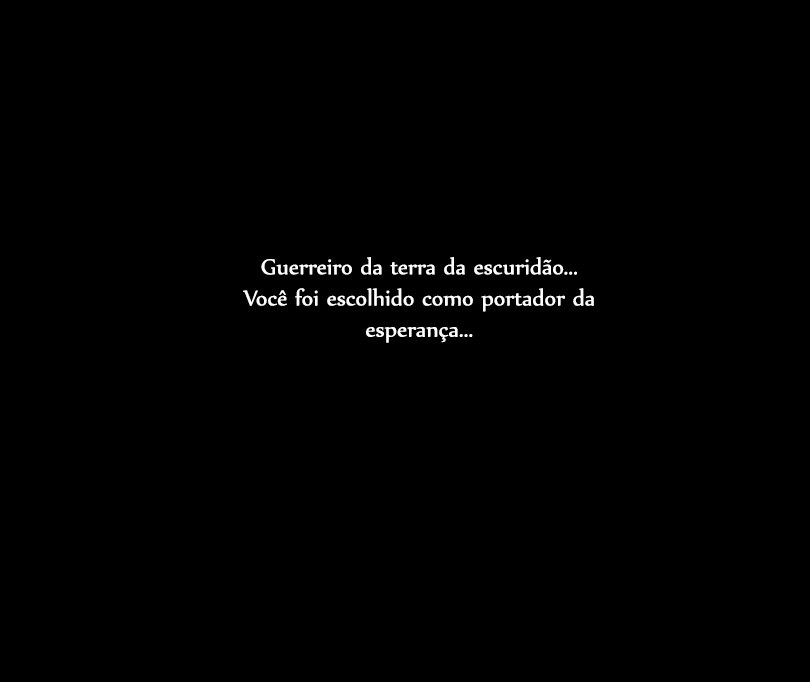 Guerreiro da terra da escuridão...
Você foi escolhido como portador da
esperança...